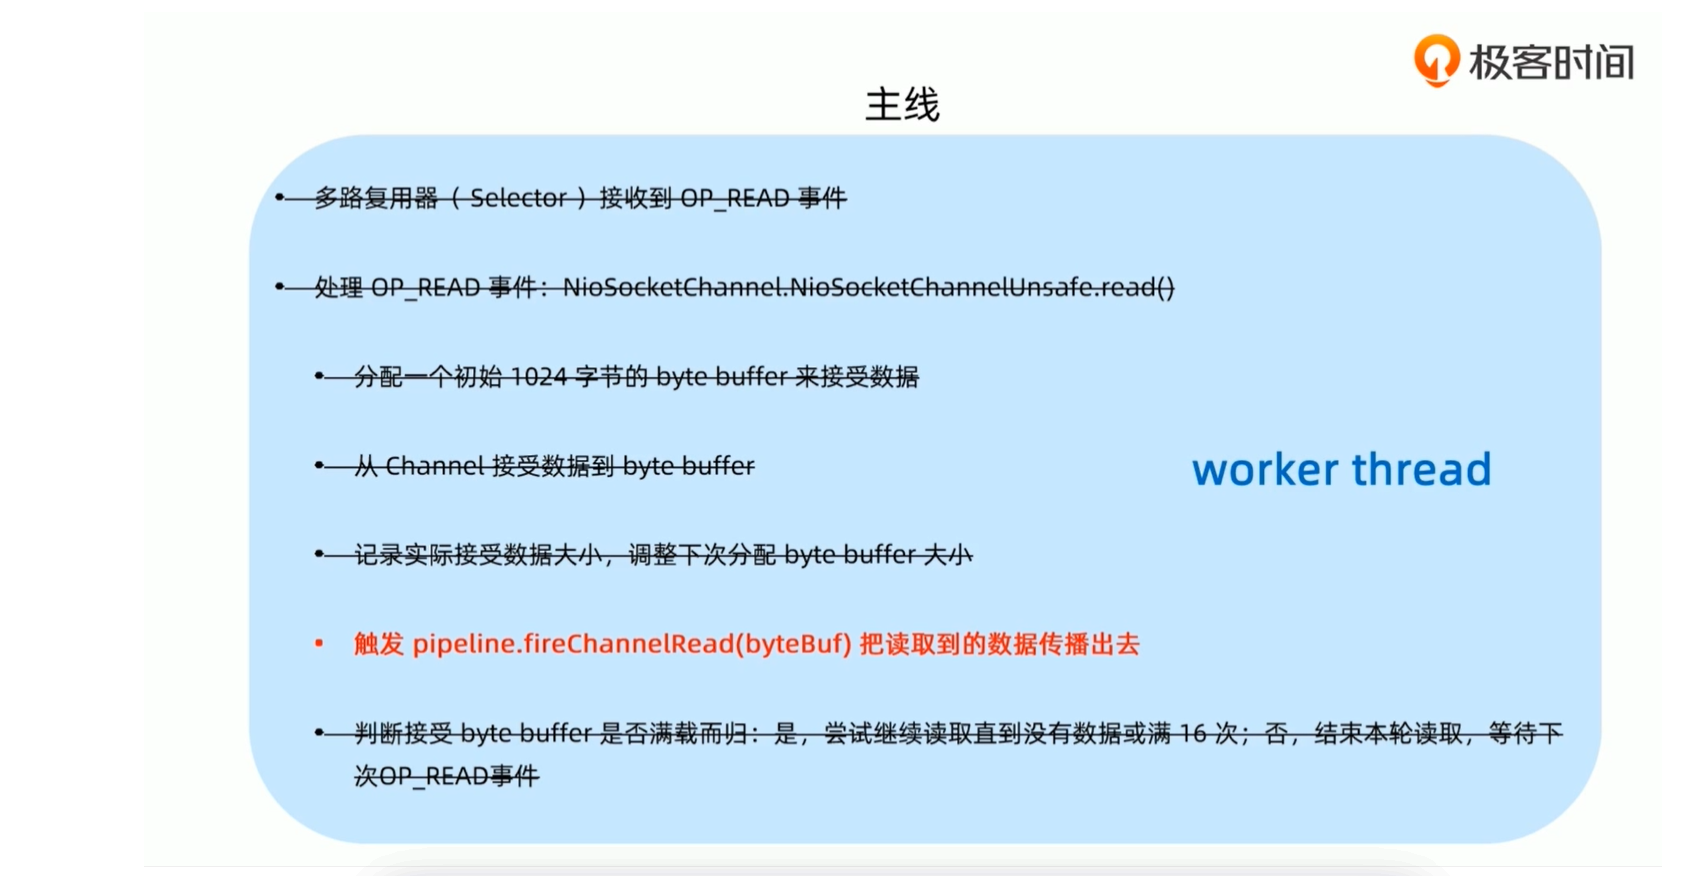 极客时间
主线
• 多路复用器（ Selector ）接收到 OP_READ 事件
• 处理 OP_READ 事件：NioSocketChannel.NioSocketChannelUnsafe.read()
• 分配一个初始 1024 字节的 byte buffer 来接受数据
• 从 Channel 接受数据到 byte buffer
worker thread
• 记录实际接受数据大小，调整下次分配 byte buffer 大小
• 触发 pipeline.fireChannelRead(byteBuf) 把读取到的数据传播出去
• 判断接受 byte buffer 是否满载而归：是，尝试继续读取直到没有数据或满 16 次；否，结束本轮读取，等待下
次OP_READ事件